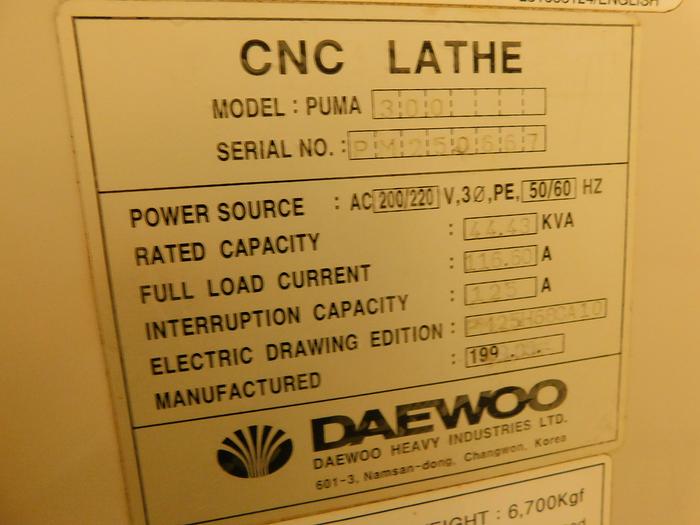 CNC LATHE
MODEL : PUMA 300
SERIAL NO. : PM250667
POWER SOURCE : AC 200/220 V, 3Ø, PE, 50/60 HZ
RATED CAPACITY : 44.43 KVA
FULL LOAD CURRENT : 116.60 A
INTERRUPTION CAPACITY : 125 A
ELECTRIC DRAWING EDITION :
MANUFACTURED : 199
DAEWOO
DAEWOO HEAVY INDUSTRIES LTD.
601-3, Namsan-dong, Changwon, Korea
: 6,700Kgf